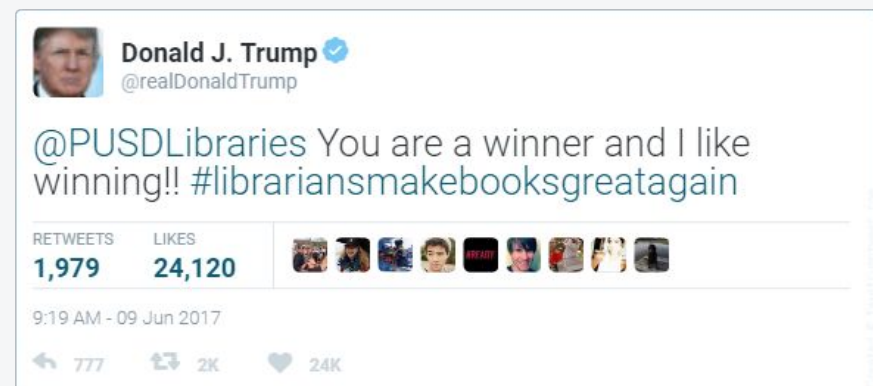 Donald J. Trump
@realDonaldTrump
@PUSDLibraries You are a winner and I like
winning!! #librariansmakebooksgreatagain
RETWEETS LIKES
1,979 24,120
9:19 AM - 09 Jun 2017
777 2K 24K